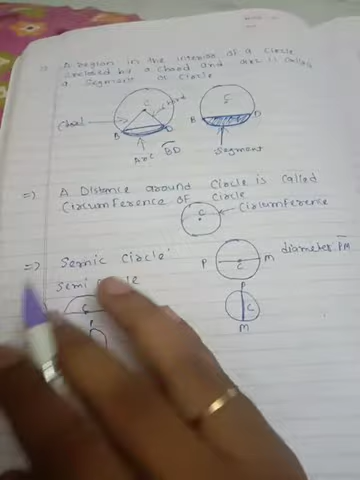 => A region in the interior of a circle
enclosed by a chord and arc is called
a Segment of circle
C
chord
Chord
B
D
Arc BD
C
B
D
Segment
=> A Distance around circle is called
Circumference of circle
C
Circumference
=> Semic circle'
diameter PM
P
C
M
Semi
C
P
C
M